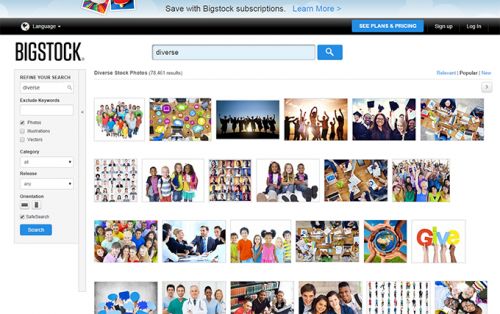 Save with Bigstock subscriptions. Learn More >
Language
SEE PLANS & PRICING
Sign up
Log In
BIGSTOCK
diverse
REFINE YOUR SEARCH
diverse
Exclude Keywords
Photos
Illustrations
Vectors
Category
all
Release
any
Orientation
SafeSearch
Search
Diverse Stock Photos (78,461 results)
Relevant | Popular | New
Give